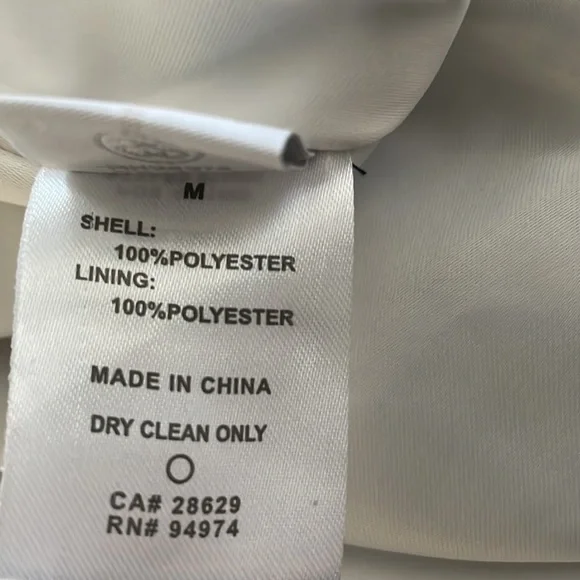 M
SHELL:
100%POLYESTER
LINING:
100%POLYESTER
MADE IN CHINA
DRY CLEAN ONLY
CA# 28629
RN# 94974